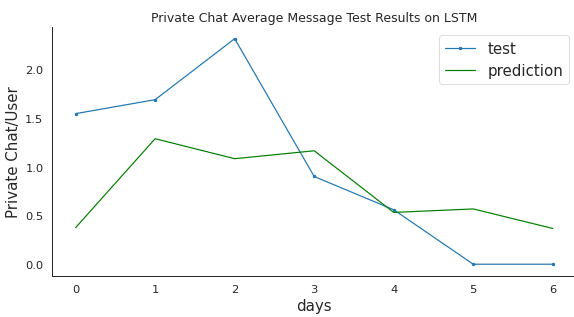 Private Chat Average Message Test Results on LSTM
test
prediction
Private Chat/User
2.0
1.5
1.0
0.5
0.0
0 1 2 3 4 5 6
days